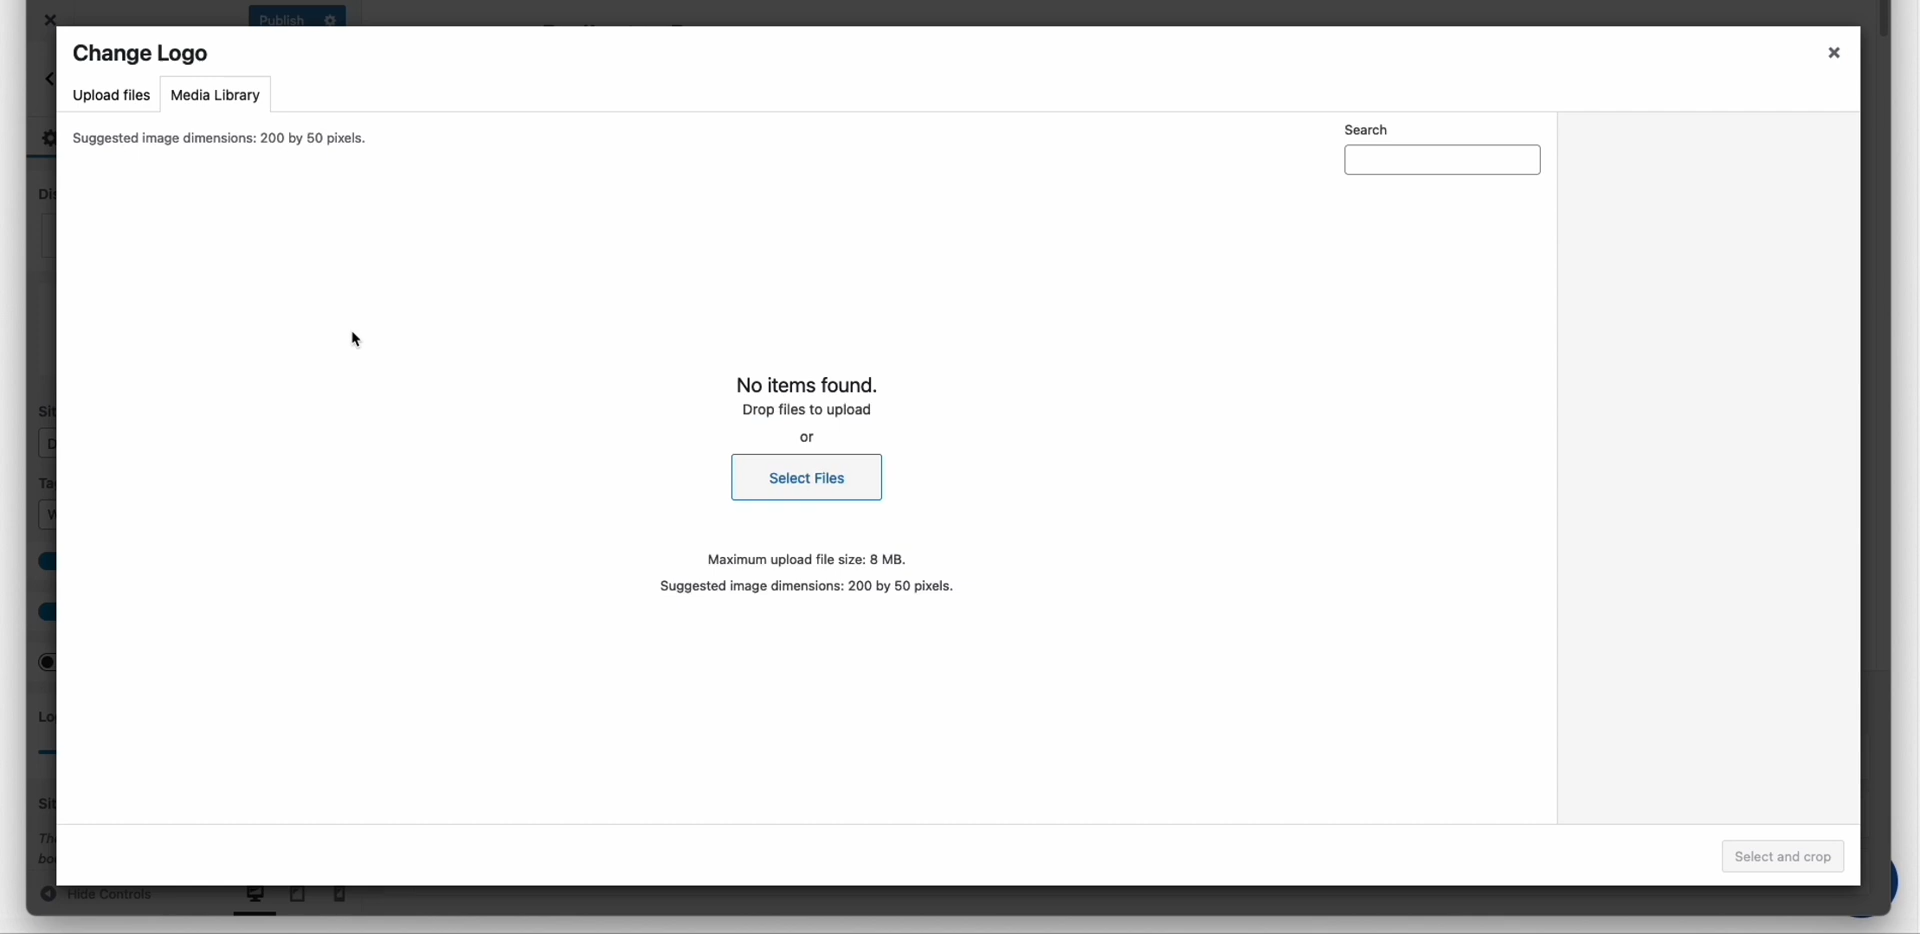 Publish
Change Logo
Upload files
Media Library
Suggested image dimensions: 200 by 50 pixels.
Search
No items found.
Drop files to upload
or
Select Files
Maximum upload file size: 8 MB.
Suggested image dimensions: 200 by 50 pixels.
Select and crop
Hide Controls